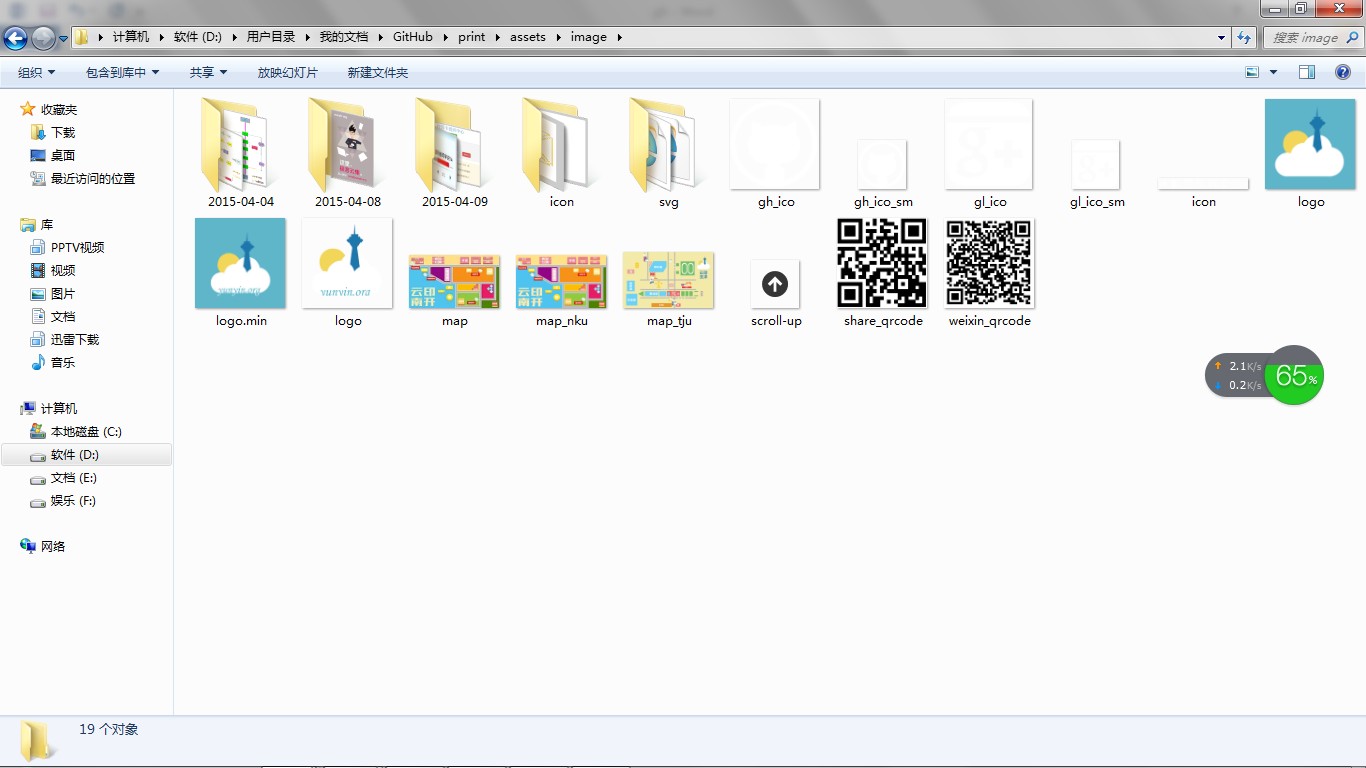 计算机 软件 (D:) 用户目录 我的文档 GitHub print assets image
搜索 image
组织 包含到库中 共享 放映幻灯片 新建文件夹
收藏夹
下载
桌面
最近访问的位置
库
PPTV视频
视频
图片
文档
迅雷下载
音乐
计算机
本地磁盘 (C:)
软件 (D:)
文档 (E:)
娱乐 (F:)
网络
2015-04-04 2015-04-08 2015-04-09 icon svg gh_ico gh_ico_sm gl_ico gl_ico_sm icon logo
yunyin.org yunyin.org 云印南开 云印南开
logo.min logo map map_nku map_tju scroll-up share_qrcode weixin_qrcode
2.1K/s
0.2K/s
65%
19 个对象